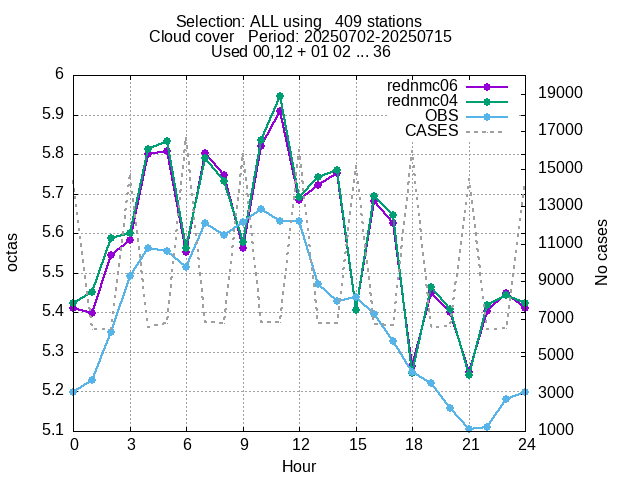 Selection: ALL using   409 stations
Cloud cover   Period: 20250702-20250715
Used 00,12 + 01 02 ... 36
rednmc06
rednmc04
OBS
CASES
6
5.9
5.8
5.7
5.6
5.5
5.4
5.3
5.2
5.1
octas
19000
17000
15000
13000
11000
9000
7000
5000
3000
1000
No cases
0 3 6 9 12 15 18 21 24
Hour